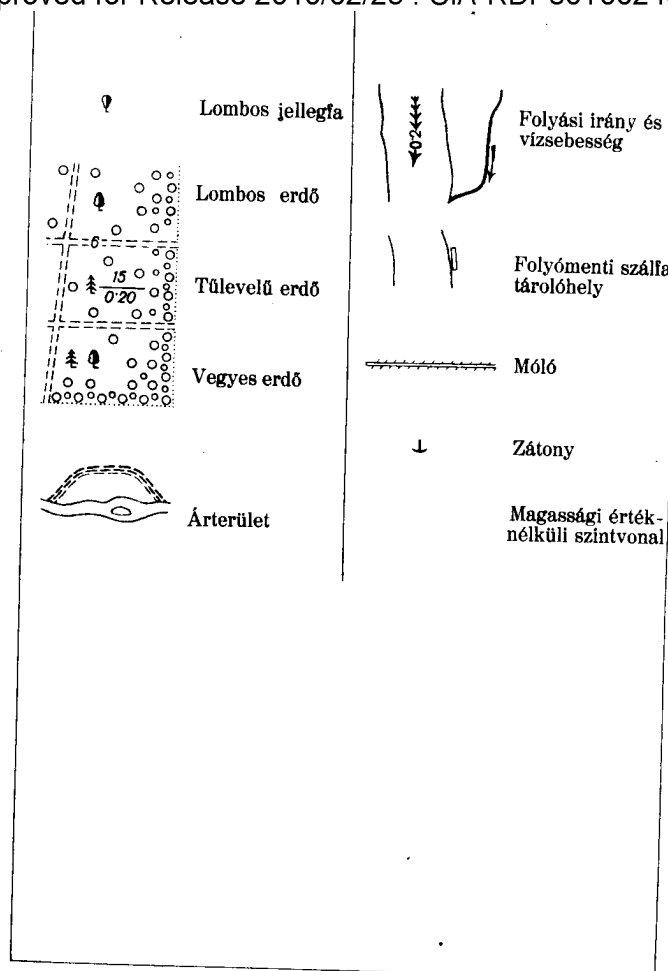 Lombos jellegfa
Lombos erdő
6
15
0·20
Tűlevelű erdő
Vegyes erdő
Árterület
0·2
Folyási irány és
vízsebesség
Folyómenti szálfa
tárolóhely
Móló
Zátony
Magassági érték-
nélküli szintvonal